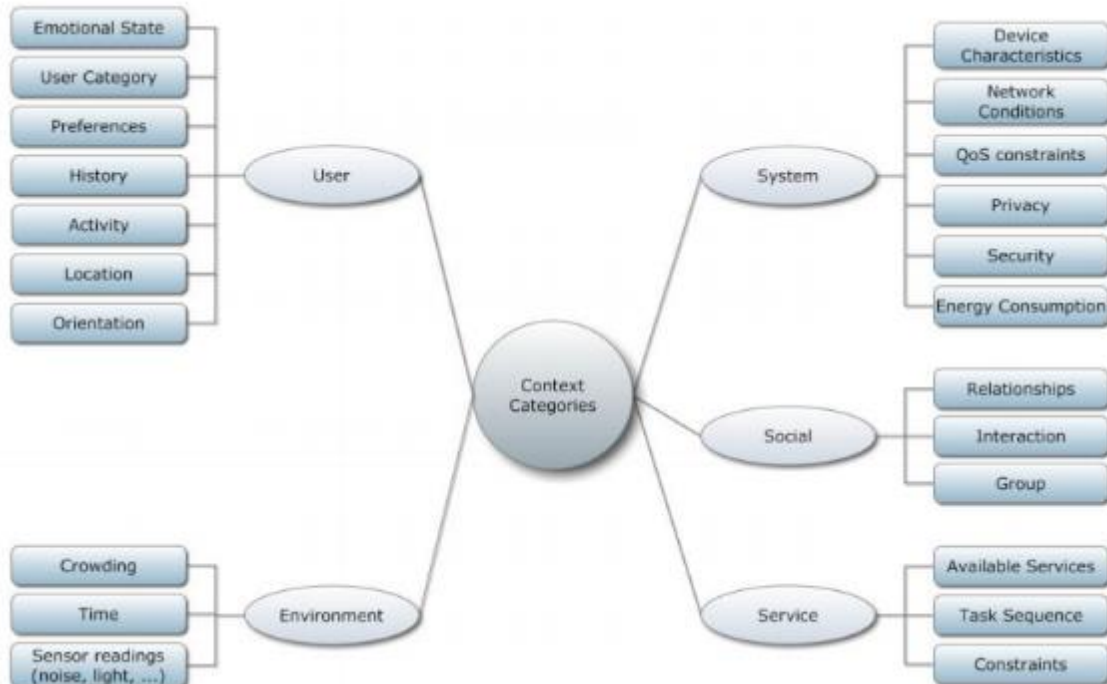 Emotional State
User Category
Preferences
History
Activity
Location
Orientation
User
Crowding
Time
Sensor readings
(noise, light, ...)
Environment
Context
Categories
System
Device
Characteristics
Network
Conditions
QoS constraints
Privacy
Security
Energy Consumption
Social
Relationships
Interaction
Group
Service
Available Services
Task Sequence
Constraints